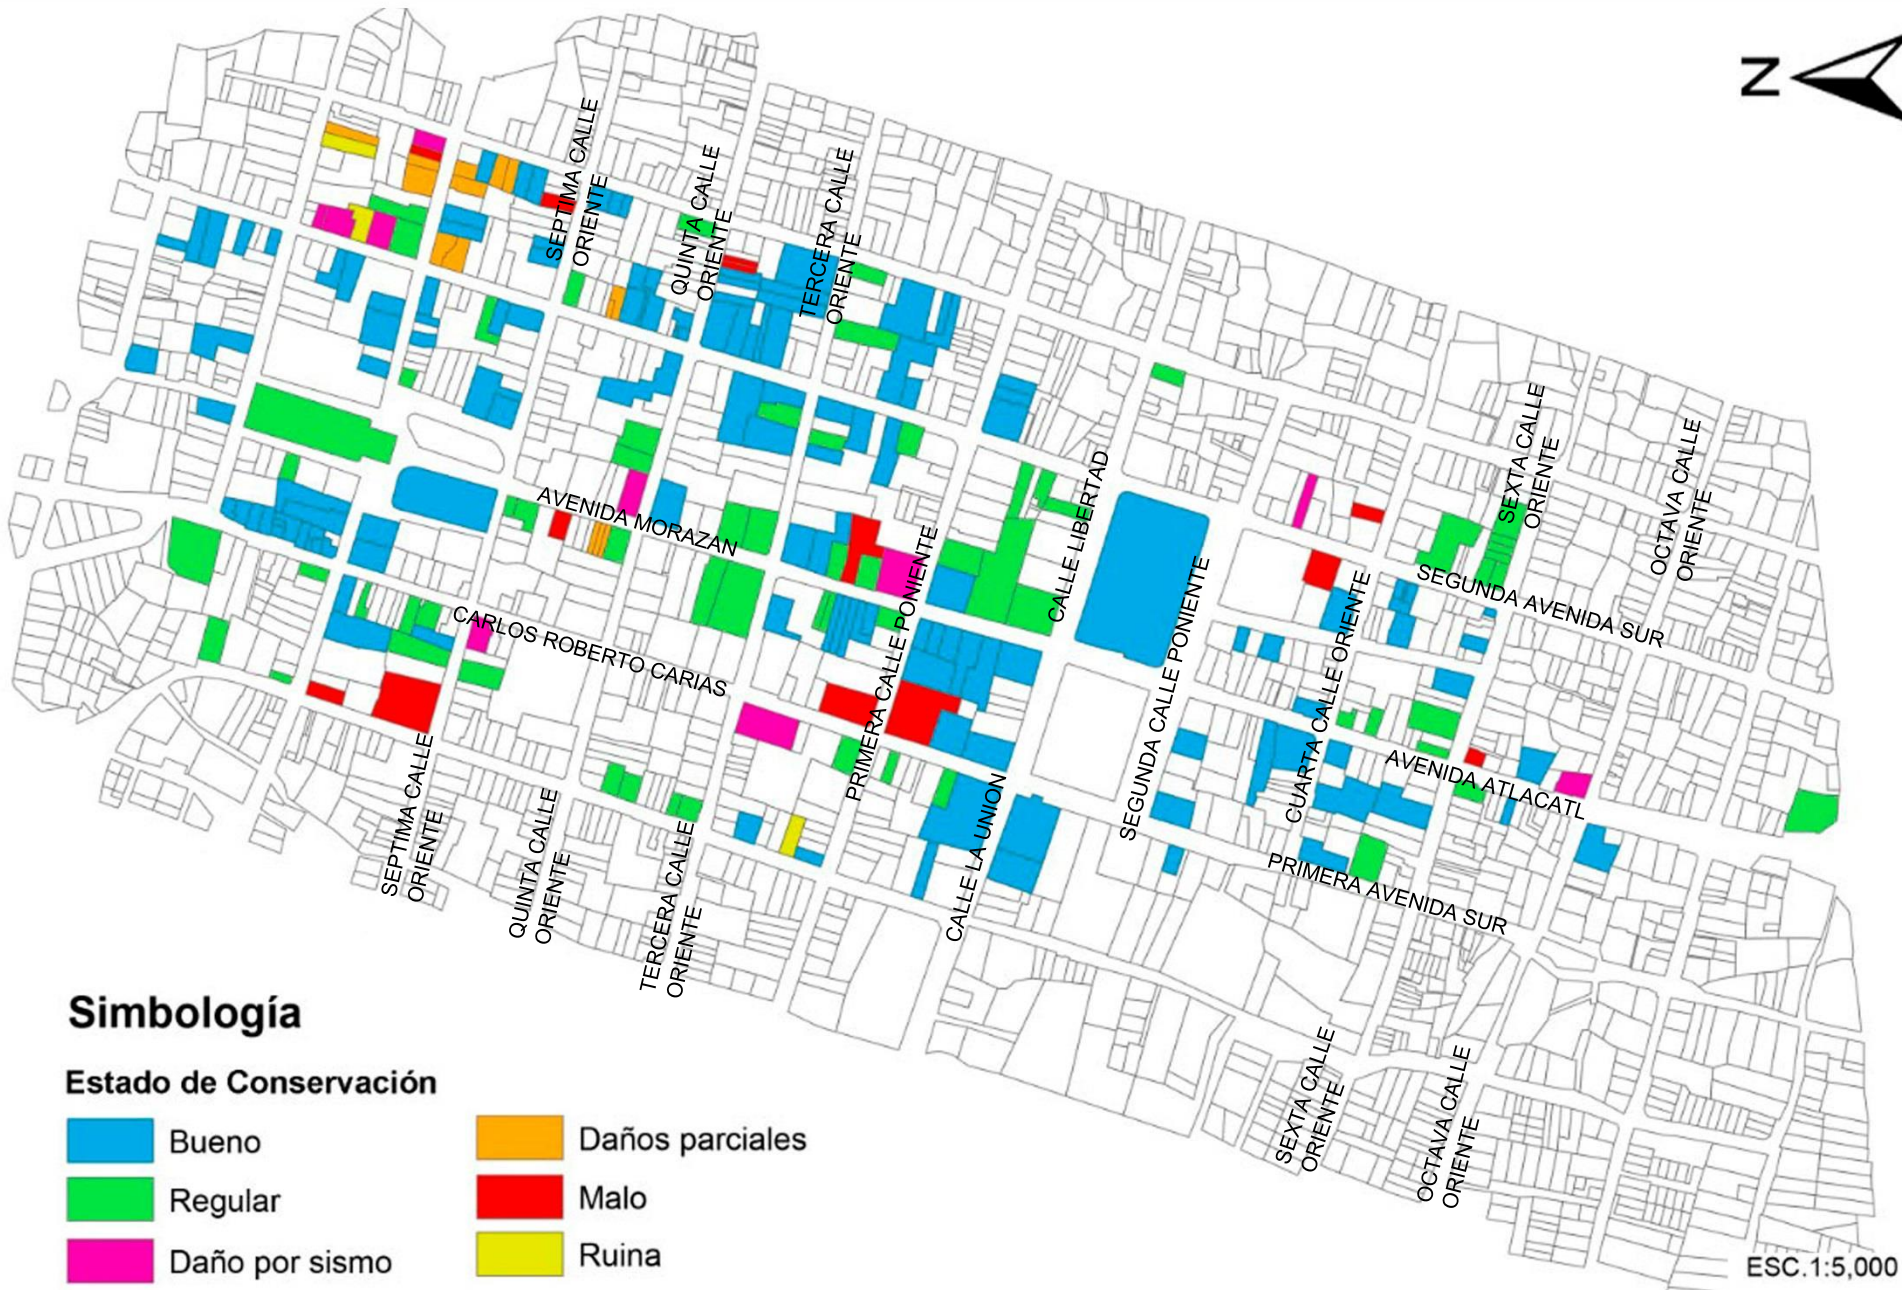 N
SEPTIMA CALLE
ORIENTE
QUINTA CALLE
ORIENTE
TERCERA CALLE
ORIENTE
AVENIDA MORAZAN
CARLOS ROBERTO CARIAS
PRIMERA CALLE PONIENTE
CALLE LIBERTAD
SEGUNDA CALLE PONIENTE
CUARTA CALLE ORIENTE
SEXTA CALLE
ORIENTE
OCTAVA CALLE
ORIENTE
SEGUNDA AVENIDA SUR
AVENIDA ATLACATL
PRIMERA AVENIDA SUR
SEPTIMA CALLE
ORIENTE
QUINTA CALLE
ORIENTE
TERCERA CALLE
ORIENTE
CALLE LA UNION
SEXTA CALLE
ORIENTE
OCTAVA CALLE
ORIENTE
Simbología
Estado de Conservación
Bueno
Regular
Daño por sismo
Daños parciales
Malo
Ruina
ESC.1:5,000